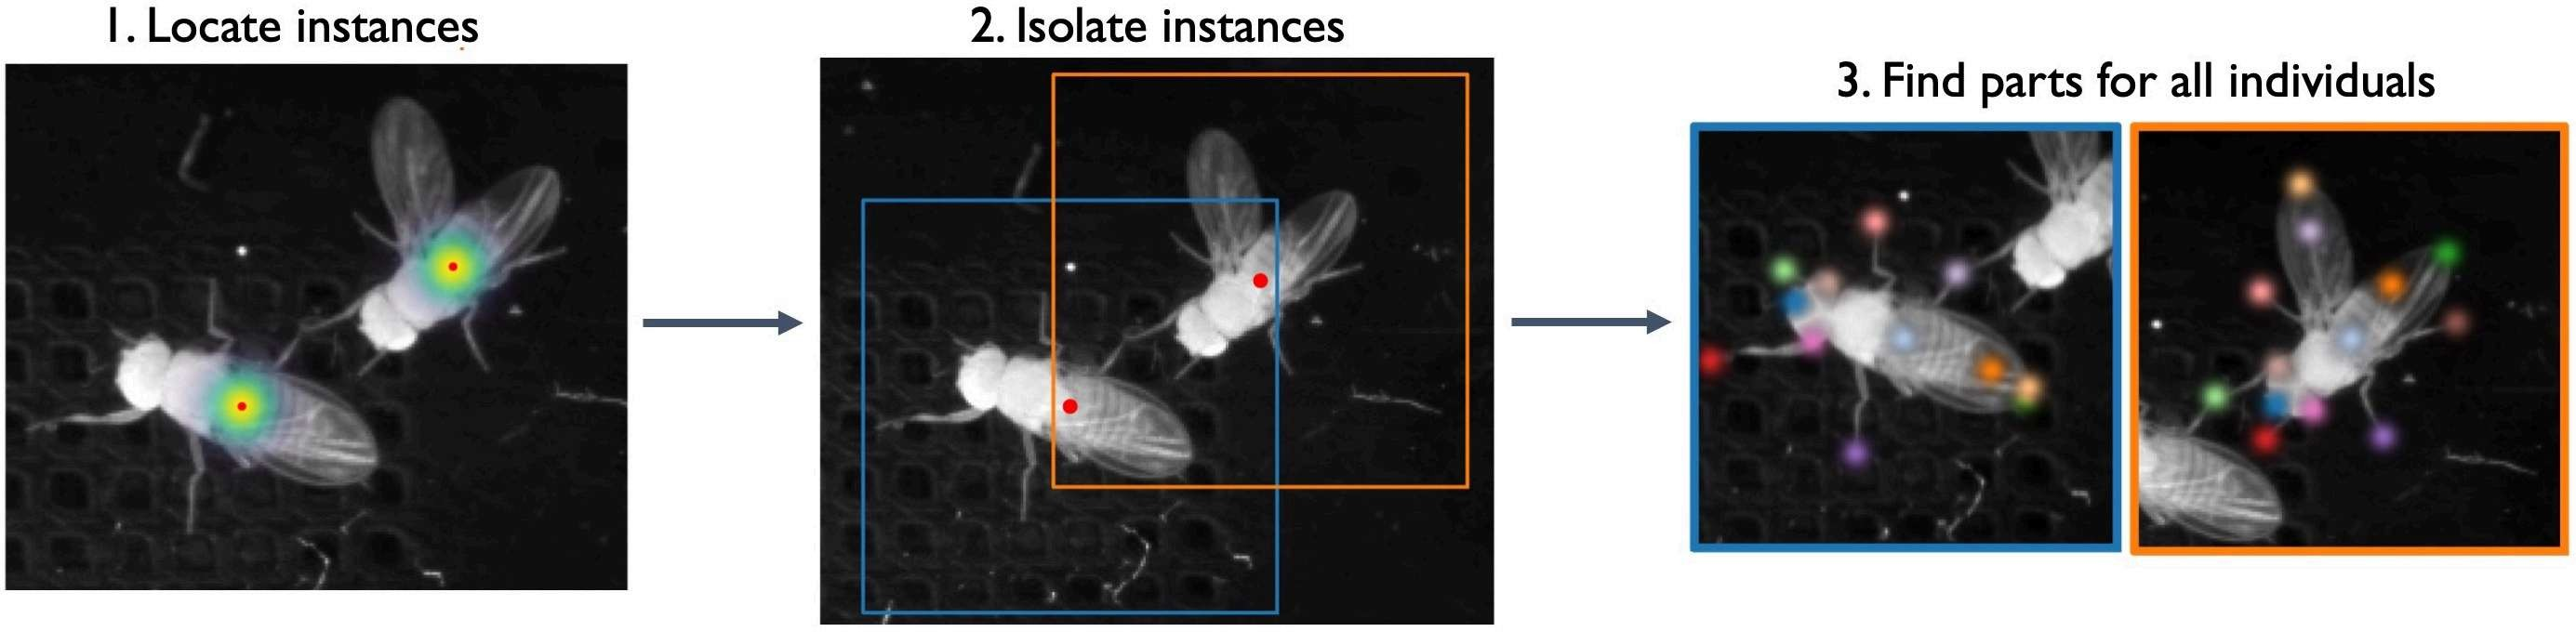 1. Locate instances
2. Isolate instances
3. Find parts for all individuals